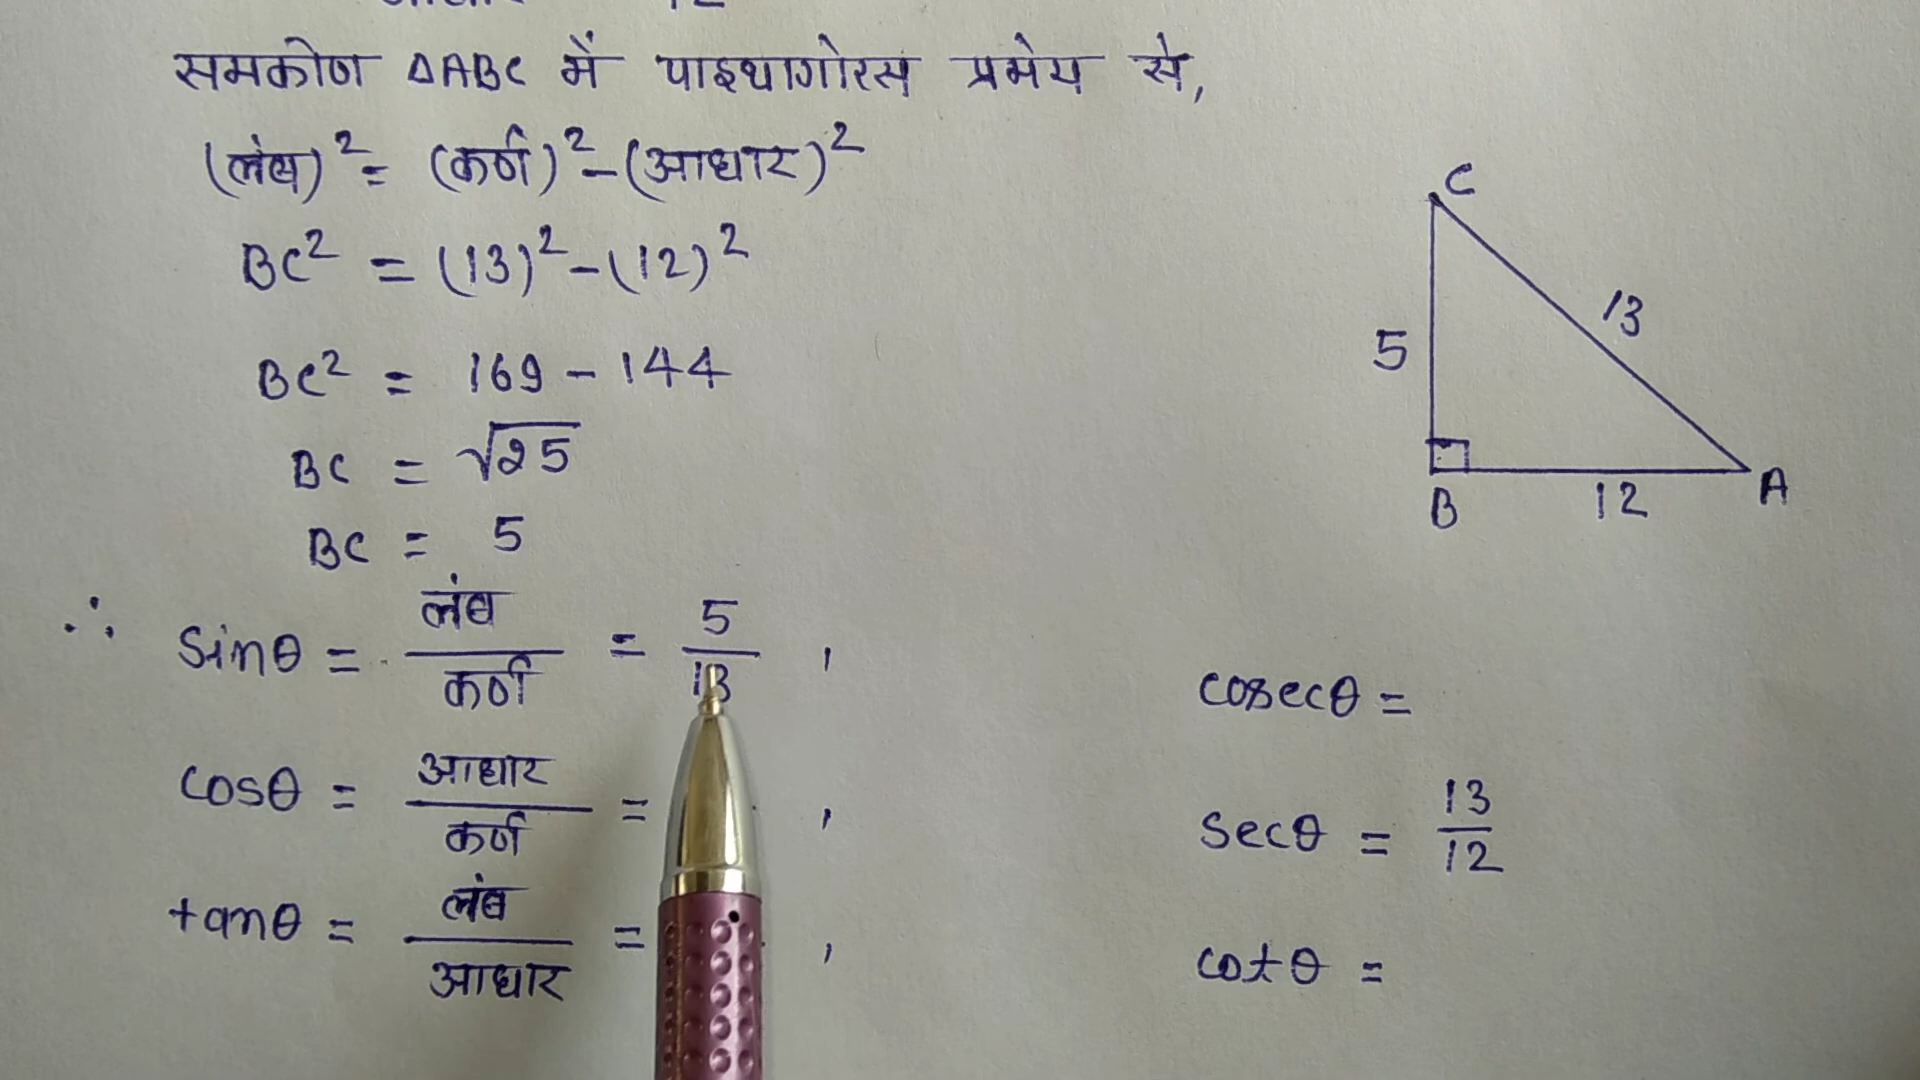 समकोण ΔABC में पाइथागोरस प्रमेय से,
(लंब)² = (कर्ण)² - (आधार)²
BC² = (13)² - (12)²
BC² = 169 - 144
BC = √25
BC = 5
∴ sinθ = लंब/कर्ण = 5/13 ,
cosecθ =
cosθ = आधार/कर्ण = ,
secθ = 13/12
tanθ = लंब/आधार = ,
cotθ =
C
13
5
B
12
A